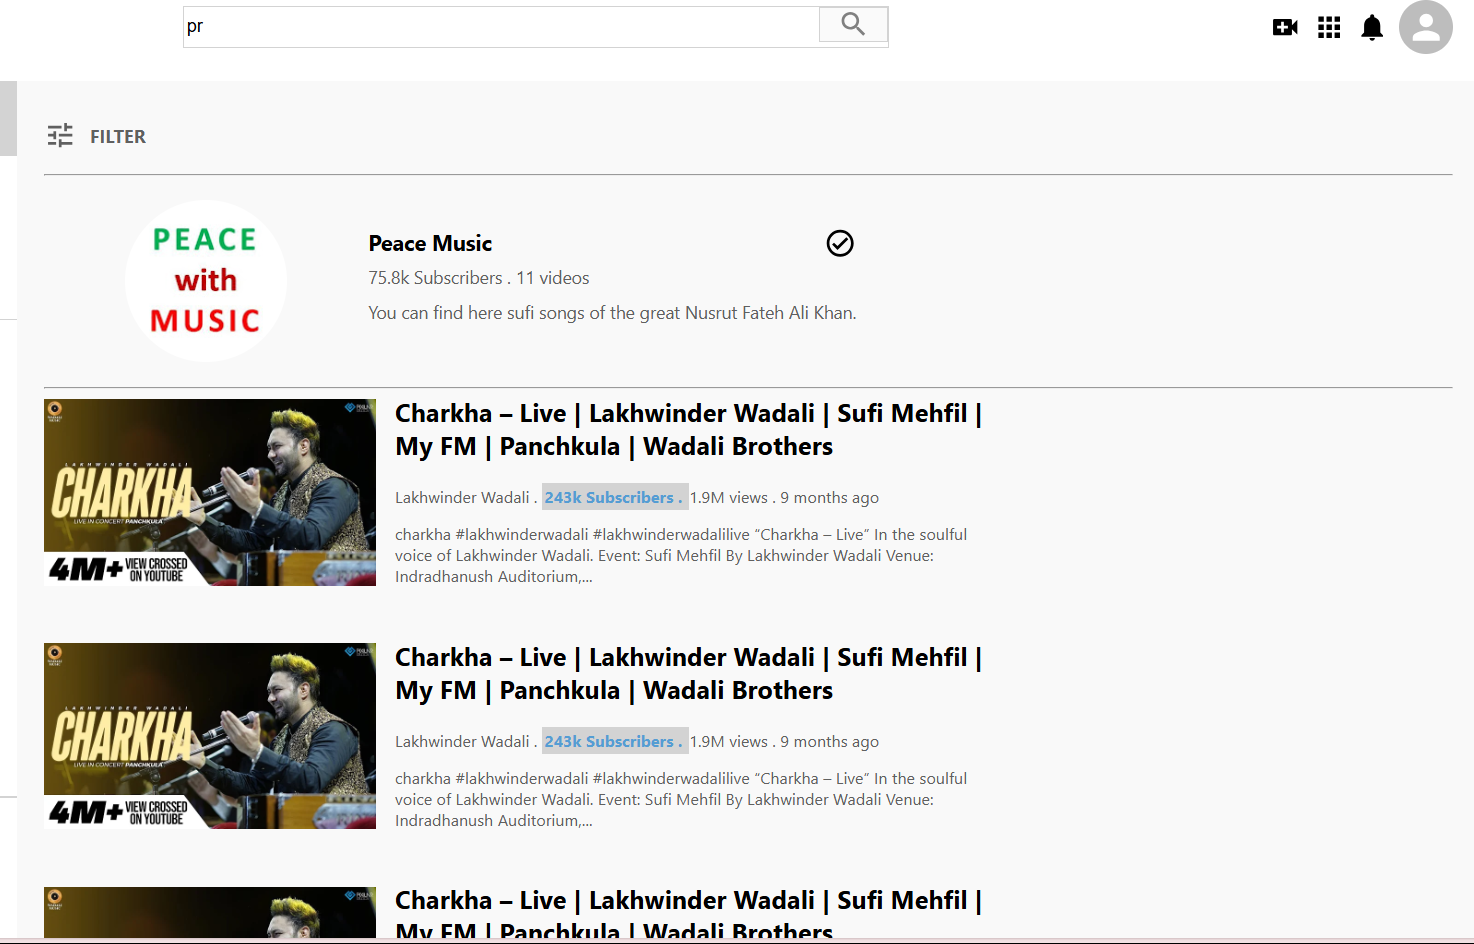 pr
FILTER
PEACE
with
MUSIC
Peace Music
75.8k Subscribers . 11 videos
You can find here sufi songs of the great Nusrut Fateh Ali Khan.
LAKHWINDER WADALI
CHARKHA
LIVE IN CONCERT PANCHKULA
4M+ VIEW CROSSED
ON YOUTUBE
Charkha – Live | Lakhwinder Wadali | Sufi Mehfil |
My FM | Panchkula | Wadali Brothers
Lakhwinder Wadali . 243k Subscribers . 1.9M views . 9 months ago
charkha #lakhwinderwadali #lakhwinderwadalilive “Charkha – Live” In the soulful
voice of Lakhwinder Wadali. Event: Sufi Mehfil By Lakhwinder Wadali Venue:
Indradhanush Auditorium,...
LAKHWINDER WADALI
CHARKHA
LIVE IN CONCERT PANCHKULA
4M+ VIEW CROSSED
ON YOUTUBE
Charkha – Live | Lakhwinder Wadali | Sufi Mehfil |
My FM | Panchkula | Wadali Brothers
Lakhwinder Wadali . 243k Subscribers . 1.9M views . 9 months ago
charkha #lakhwinderwadali #lakhwinderwadalilive “Charkha – Live” In the soulful
voice of Lakhwinder Wadali. Event: Sufi Mehfil By Lakhwinder Wadali Venue:
Indradhanush Auditorium,...
Charkha – Live | Lakhwinder Wadali | Sufi Mehfil |
My FM | Panchkula | Wadali Brothers